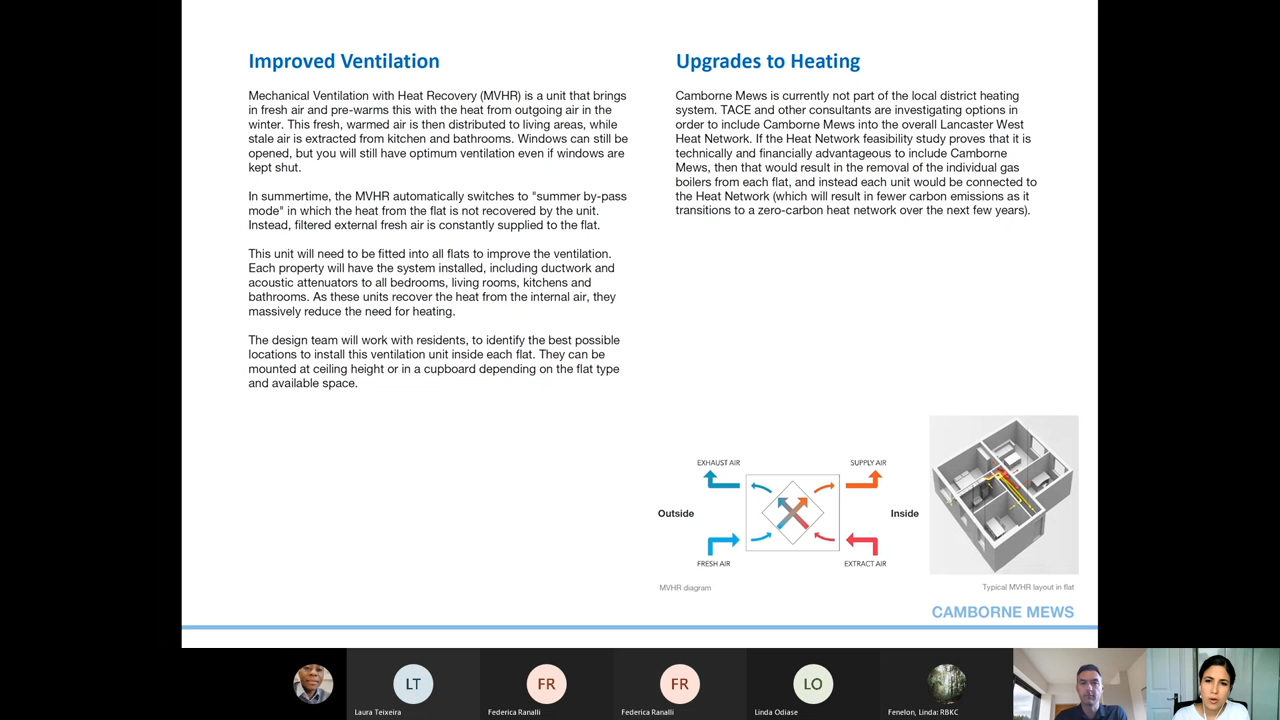 Improved Ventilation
Mechanical Ventilation with Heat Recovery (MVHR) is a unit that brings
in fresh air and pre-warms this with the heat from outgoing air in the
winter. This fresh, warmed air is then distributed to living areas, while
stale air is extracted from kitchen and bathrooms. Windows can still be
opened, but you will still have optimum ventilation even if windows are
kept shut.
In summertime, the MVHR automatically switches to "summer by-pass
mode" in which the heat from the flat is not recovered by the unit.
Instead, filtered external fresh air is constantly supplied to the flat.
This unit will need to be fitted into all flats to improve the ventilation.
Each property will have the system installed, including ductwork and
acoustic attenuators to all bedrooms, living rooms, kitchens and
bathrooms. As these units recover the heat from the internal air, they
massively reduce the need for heating.
The design team will work with residents, to identify the best possible
locations to install this ventilation unit inside each flat. They can be
mounted at ceiling height or in a cupboard depending on the flat type
and available space.
Upgrades to Heating
Camborne Mews is currently not part of the local district heating
system. TACE and other consultants are investigating options in
order to include Camborne Mews into the overall Lancaster West
Heat Network. If the Heat Network feasibility study proves that it is
technically and financially advantageous to include Camborne
Mews, then that would result in the removal of the individual gas
boilers from each flat, and instead each unit would be connected to
the Heat Network (which will result in fewer carbon emissions as it
transitions to a zero-carbon heat network over the next few years).
EXHAUST AIR
SUPPLY AIR
Outside
Inside
FRESH AIR
EXTRACT AIR
MVHR diagram
Typical MVHR layout in flat
CAMBORNE MEWS
LT
FR
FR
LO
Laura Teixeira
Federica Ranalli
Federica Ranalli
Linda Odiase
Fenelon, Linda: RBKC